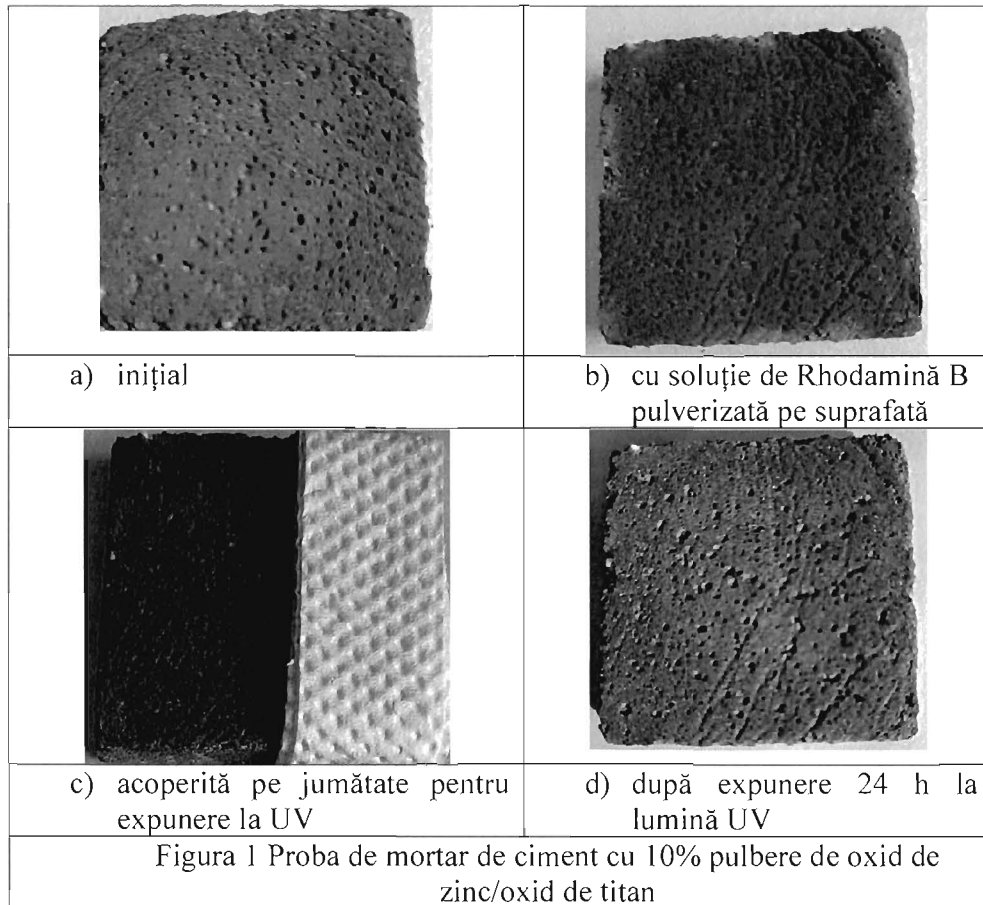 a) inițial
b) cu soluție de Rhodamină B
pulverizată pe suprafată
c) acoperită pe jumătate pentru
expunere la UV
d) după expunere 24 h la
lumină UV
Figura 1 Proba de mortar de ciment cu 10% pulbere de oxid de
zinc/oxid de titan